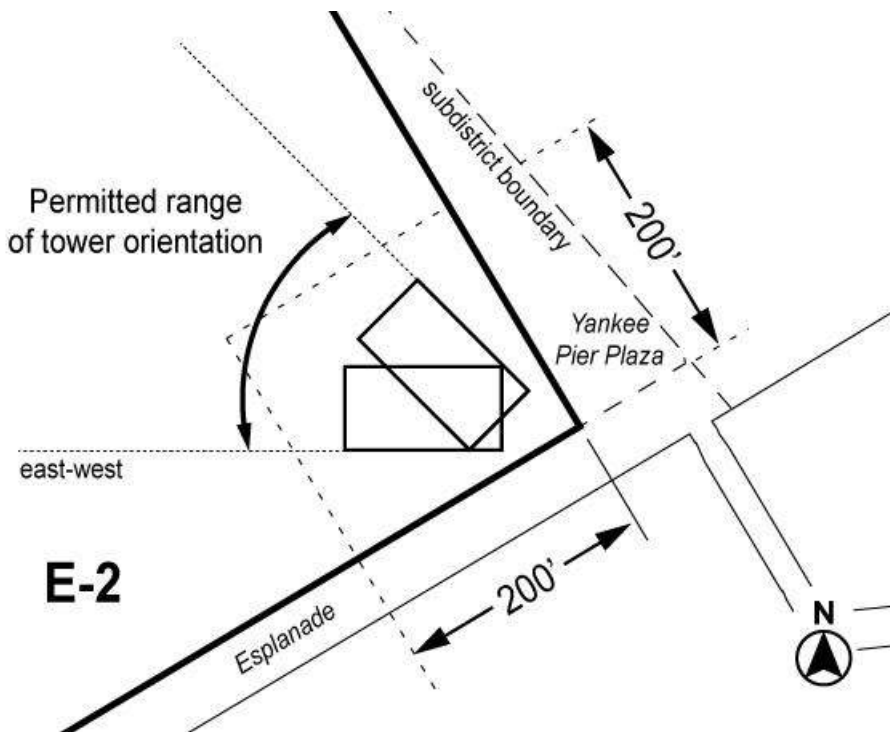 subdistrict boundary
200’
Permitted range
of tower orientation
Yankee
Pier Plaza
east-west
E-2
200’
Esplanade
N